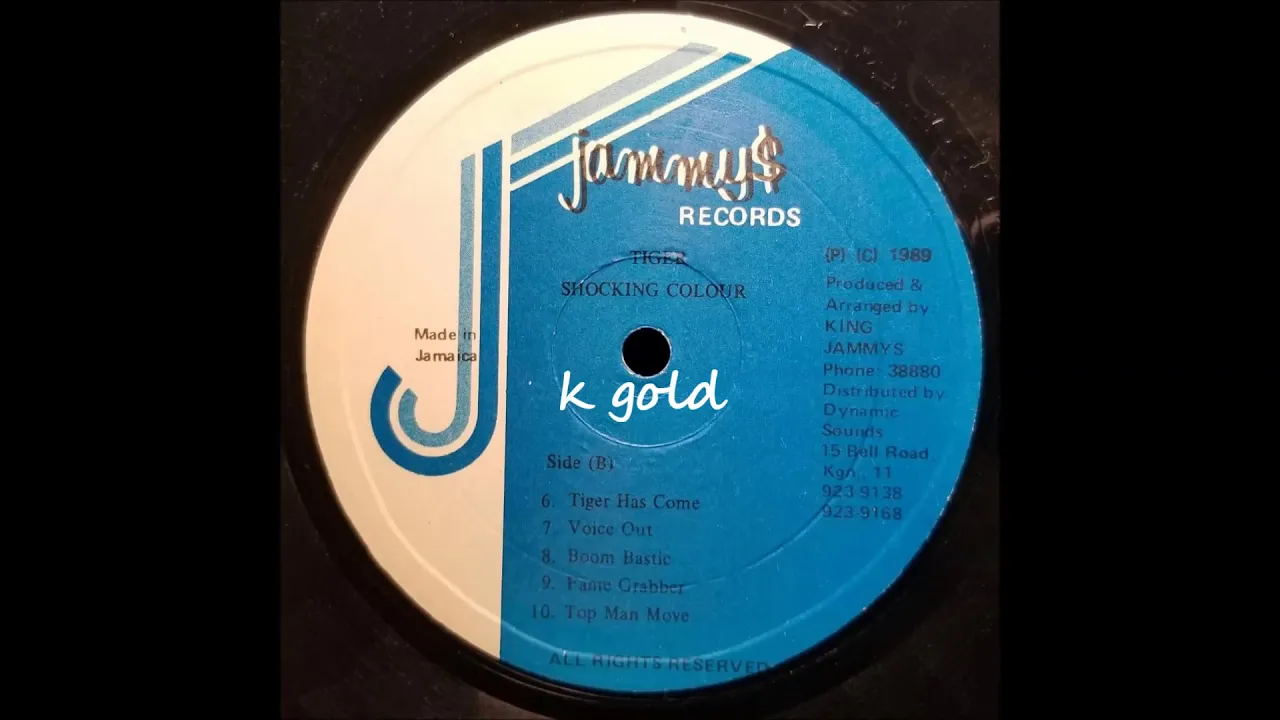 jammy$
RECORDS
TIGER
SHOCKING COLOUR
(P) (C) 1989
Produced &
Arranged by
KING
JAMMYS
Phone: 38880
Distributed by
Dynamic
Sounds
15 Bell Road
Kgn. 11
923-9138
923-9168
Made in
Jamaica
k gold
Side (B)
6. Tiger Has Come
7. Voice Out
8. Boom Bastic
9. Fame Grabber
10. Top Man Move
ALL RIGHTS RESERVED